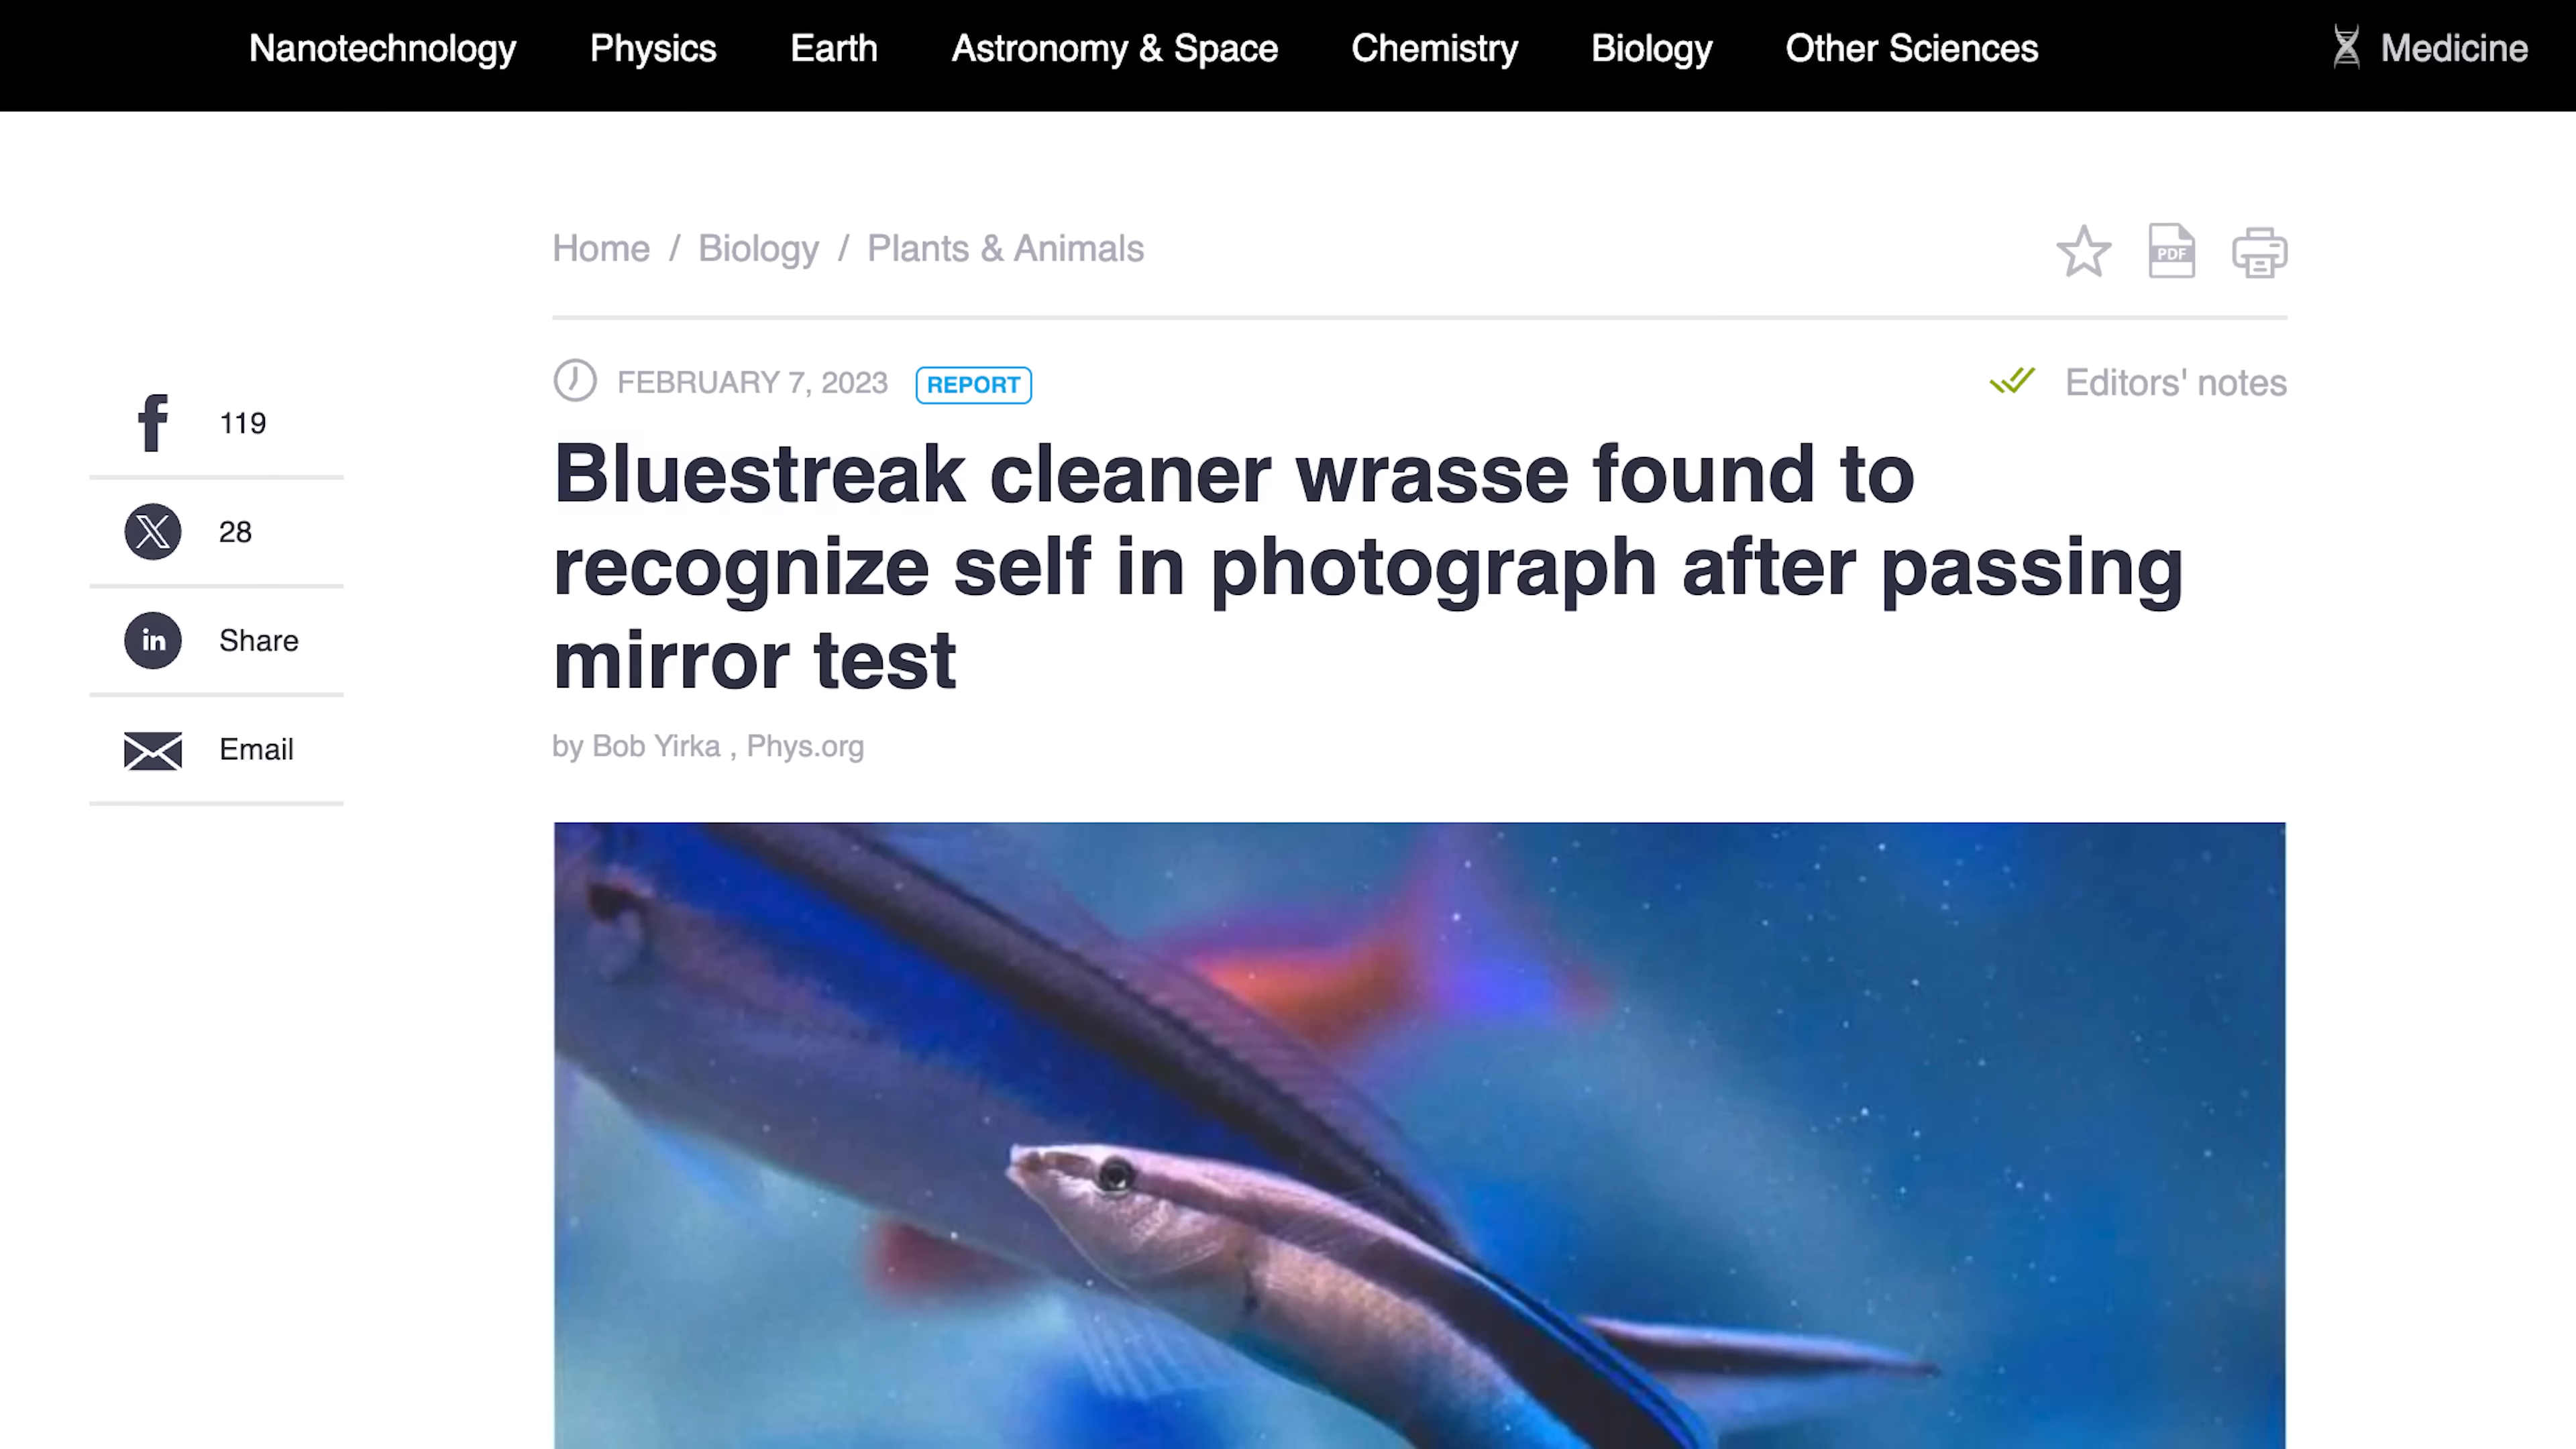 Nanotechnology Physics Earth Astronomy & Space Chemistry Biology Other Sciences Medicine
Home / Biology / Plants & Animals
PDF
FEBRUARY 7, 2023 REPORT Editors' notes
Bluestreak cleaner wrasse found to
recognize self in photograph after passing
mirror test
by Bob Yirka , Phys.org
f 119
X 28
in Share
Email